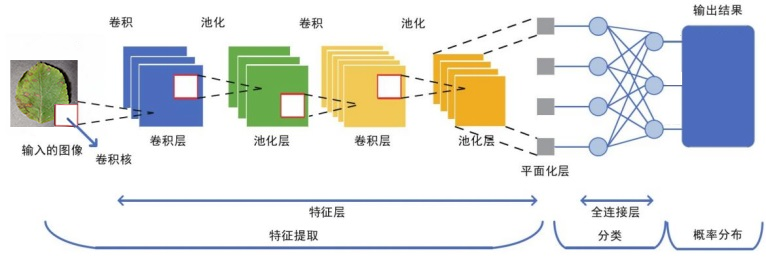 卷积
池化
卷积
池化
输出结果
输入的图像
卷积核
卷积层
池化层
卷积层
池化层
平面化层
特征层
全连接层
特征提取
分类
概率分布